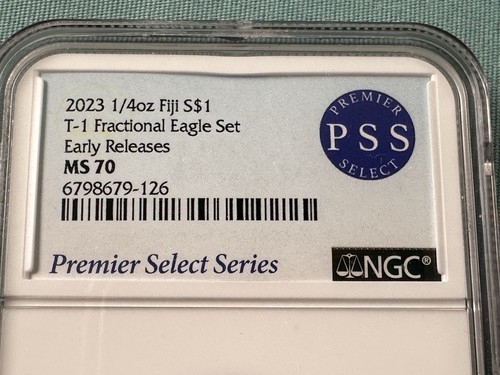 2023 1/4oz Fiji S$1
T-1 Fractional Eagle Set
Early Releases
MS 70
6798679-126
PREMIER
PSS
SELECT
Premier Select Series
NGC®